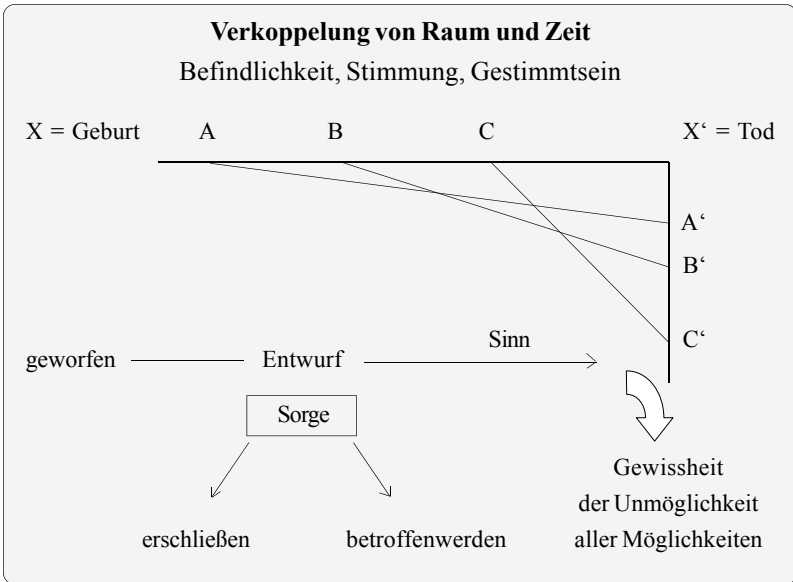 Verkoppelung von Raum und Zeit
Befindlichkeit, Stimmung, Gestimmtsein
X = Geburt A B C X‘ = Tod
A‘
B‘
C‘
Sinn
geworfen Entwurf
Sorge
Gewissheit
der Unmöglichkeit
erschließen betroffenwerden aller Möglichkeiten